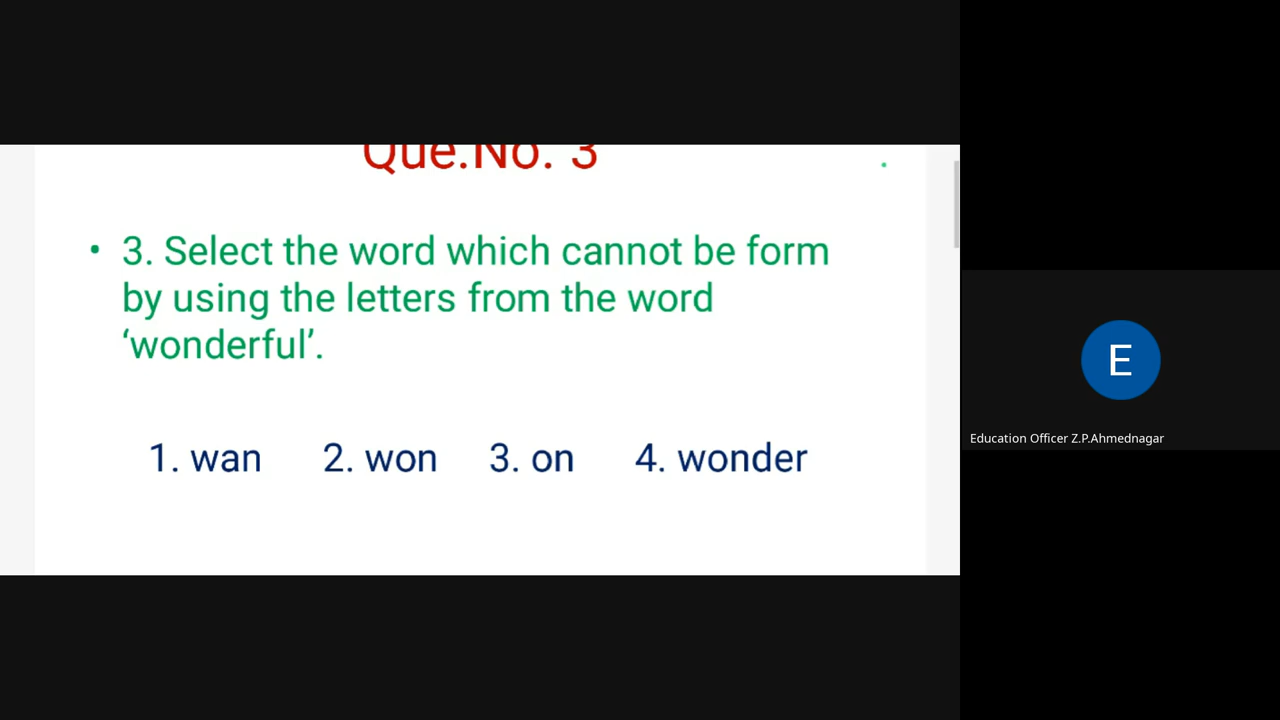 Que.No. 3
• 3. Select the word which cannot be form
by using the letters from the word
‘wonderful’.
1. wan 2. won 3. on 4. wonder
E
Education Officer Z.P.Ahmednagar